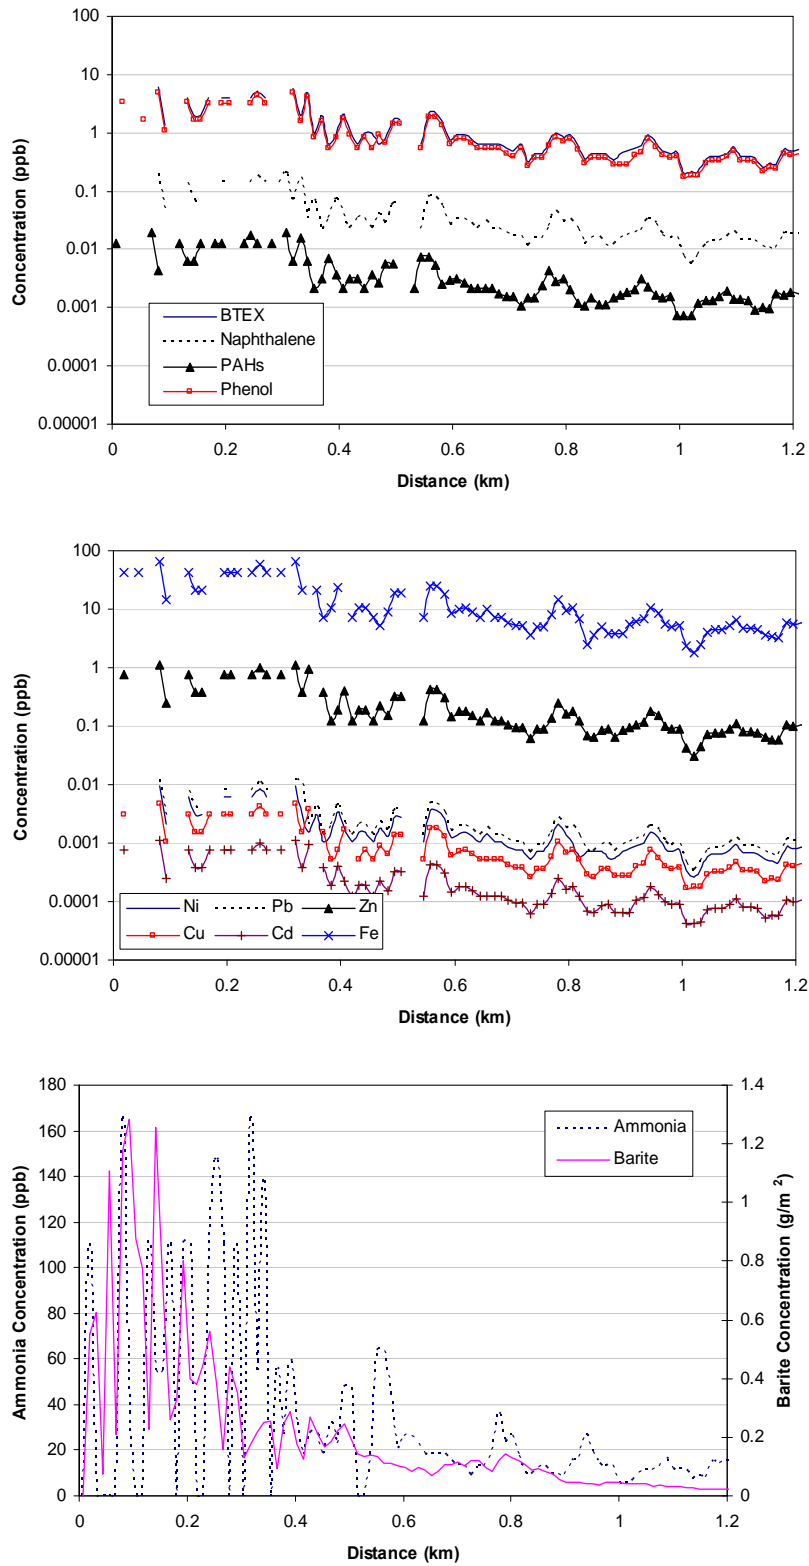 Concentration (ppb)
100
10
1
0.1
0.01
0.001
0.0001
0.00001
BTEX
Naphthalene
PAHs
Phenol
0 0.2 0.4 0.6 0.8 1 1.2
Distance (km)
Concentration (ppb)
100
10
1
0.1
0.01
0.001
0.0001
0.00001
Ni Pb Zn
Cu Cd Fe
0 0.2 0.4 0.6 0.8 1 1.2
Distance (km)
Ammonia Concentration (ppb)
180
160
140
120
100
80
60
40
20
0
Ammonia
Barite
1.4
1.2
1
0.8
0.6
0.4
0.2
0
Barite Concentration (g/m²)
0.0 0.2 0.4 0.6 0.8 1.0 1.2
Distance (km)